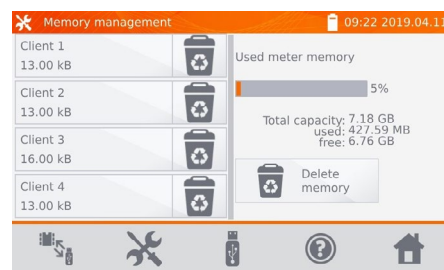 Memory management
09:22 2019.04.11
Client 1
13.00 kB
Client 2
13.00 kB
Client 3
16.00 kB
Client 4
13.00 kB
Used meter memory
5%
Total capacity: 7.18 GB
used: 427.59 MB
free: 6.76 GB
Delete
memory